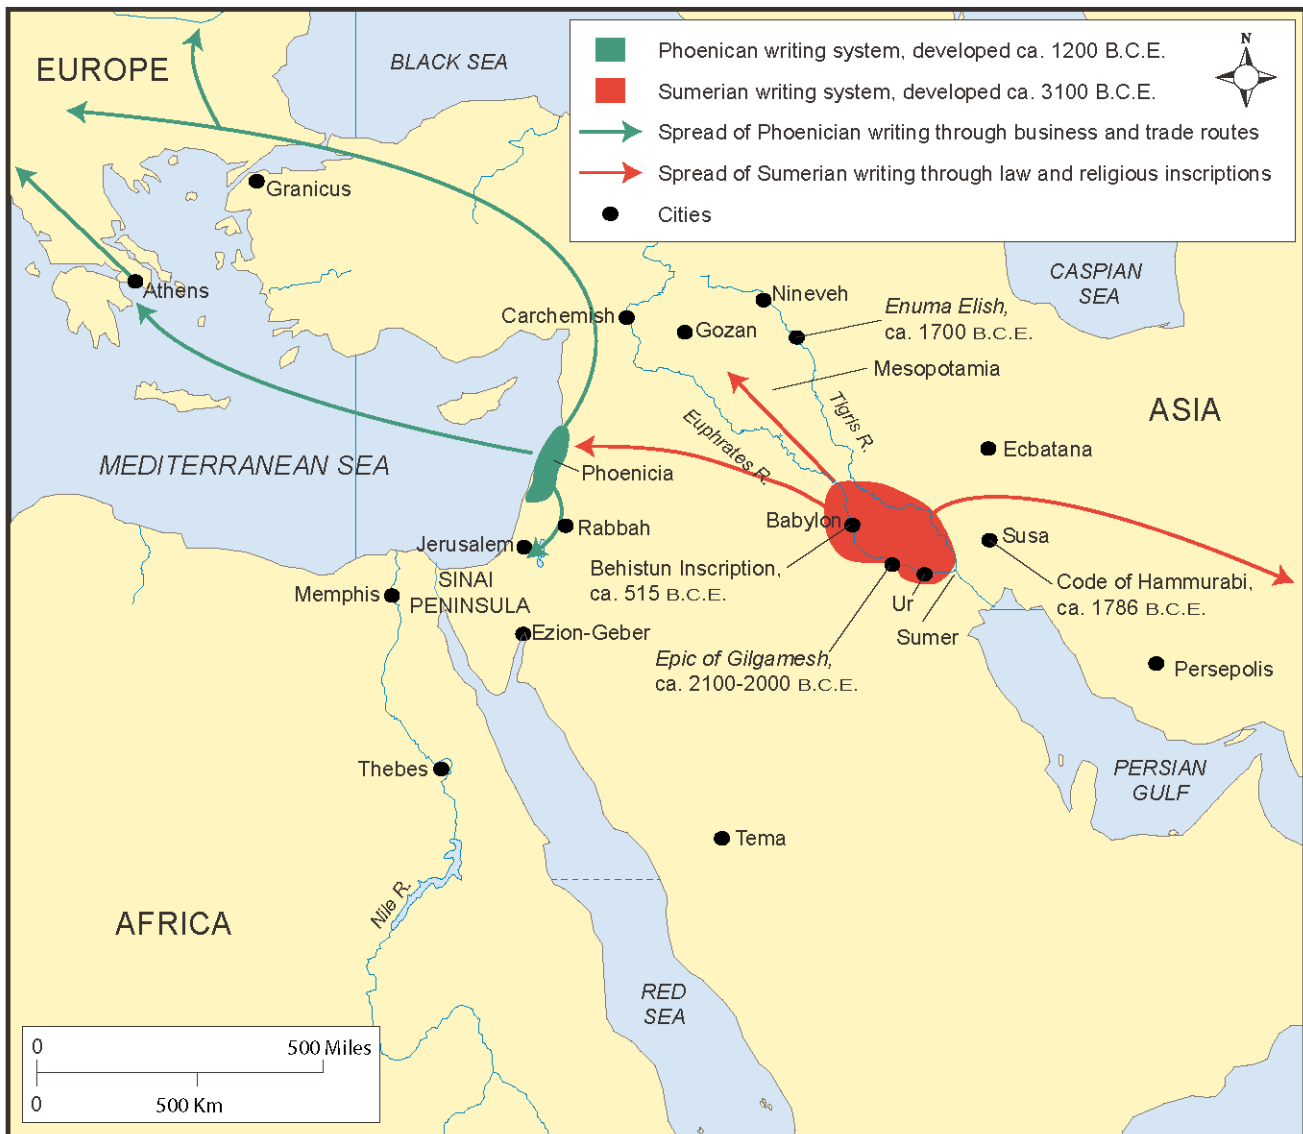 EUROPE
BLACK SEA
Phoenican writing system, developed ca. 1200 B.C.E.
Sumerian writing system, developed ca. 3100 B.C.E.
Spread of Phoenician writing through business and trade routes
Spread of Sumerian writing through law and religious inscriptions
Cities
N
Granicus
Athens
CASPIAN
SEA
Nineveh
Enuma Elish,
ca. 1700 B.C.E.
Carchemish
Gozan
Mesopotamia
Tigris R.
Euphrates R.
ASIA
Ecbatana
MEDITERRANEAN SEA
Phoenicia
Babylon
Rabbah
Susa
Jerusalem
Behistun Inscription,
ca. 515 B.C.E.
Code of Hammurabi,
ca. 1786 B.C.E.
SINAI
PENINSULA
Memphis
Ur
Sumer
Ezion-Geber
Epic of Gilgamesh,
ca. 2100-2000 B.C.E.
Persepolis
Thebes
PERSIAN
GULF
Tema
Nile R.
AFRICA
RED
SEA
0
500 Miles
0
500 Km